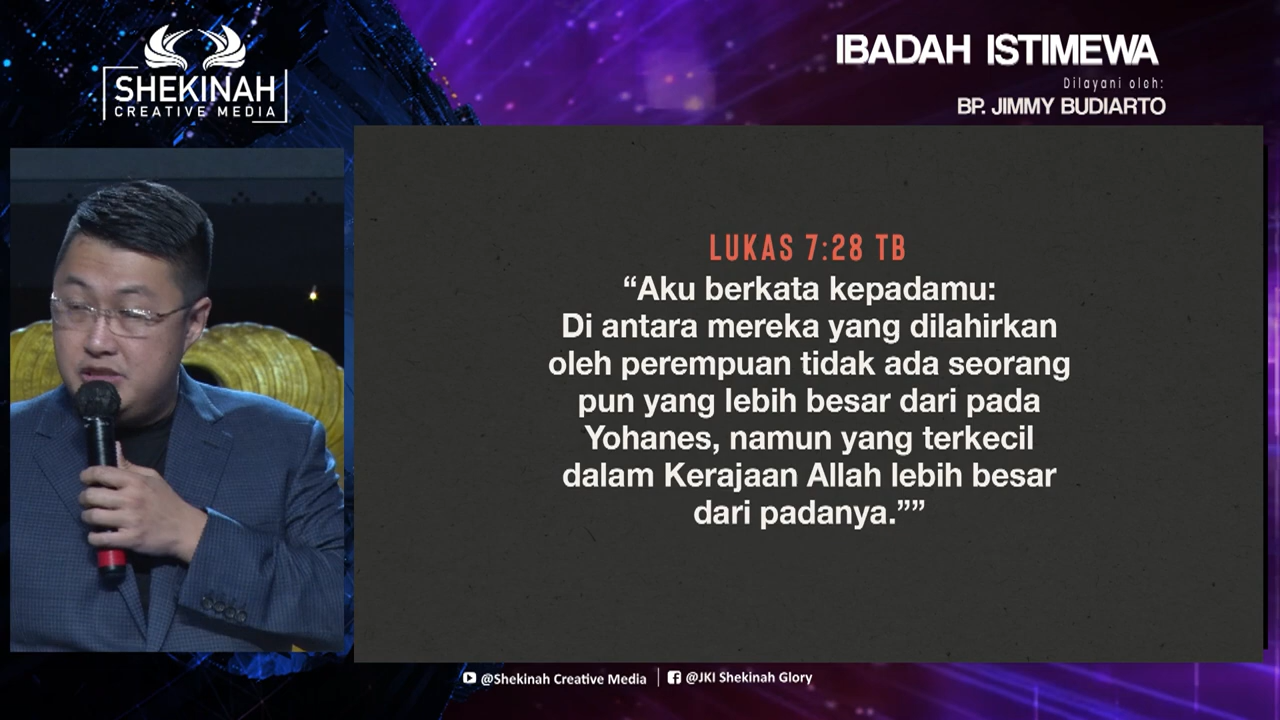 SHEKINAH
CREATIVE MEDIA
IBADAH ISTIMEWA
Dilayani oleh:
BP. JIMMY BUDIARTO
LUKAS 7:28 TB
“Aku berkata kepadamu:
Di antara mereka yang dilahirkan
oleh perempuan tidak ada seorang
pun yang lebih besar dari pada
Yohanes, namun yang terkecil
dalam Kerajaan Allah lebih besar
dari padanya.””
@Shekinah Creative Media | @JKI Shekinah Glory